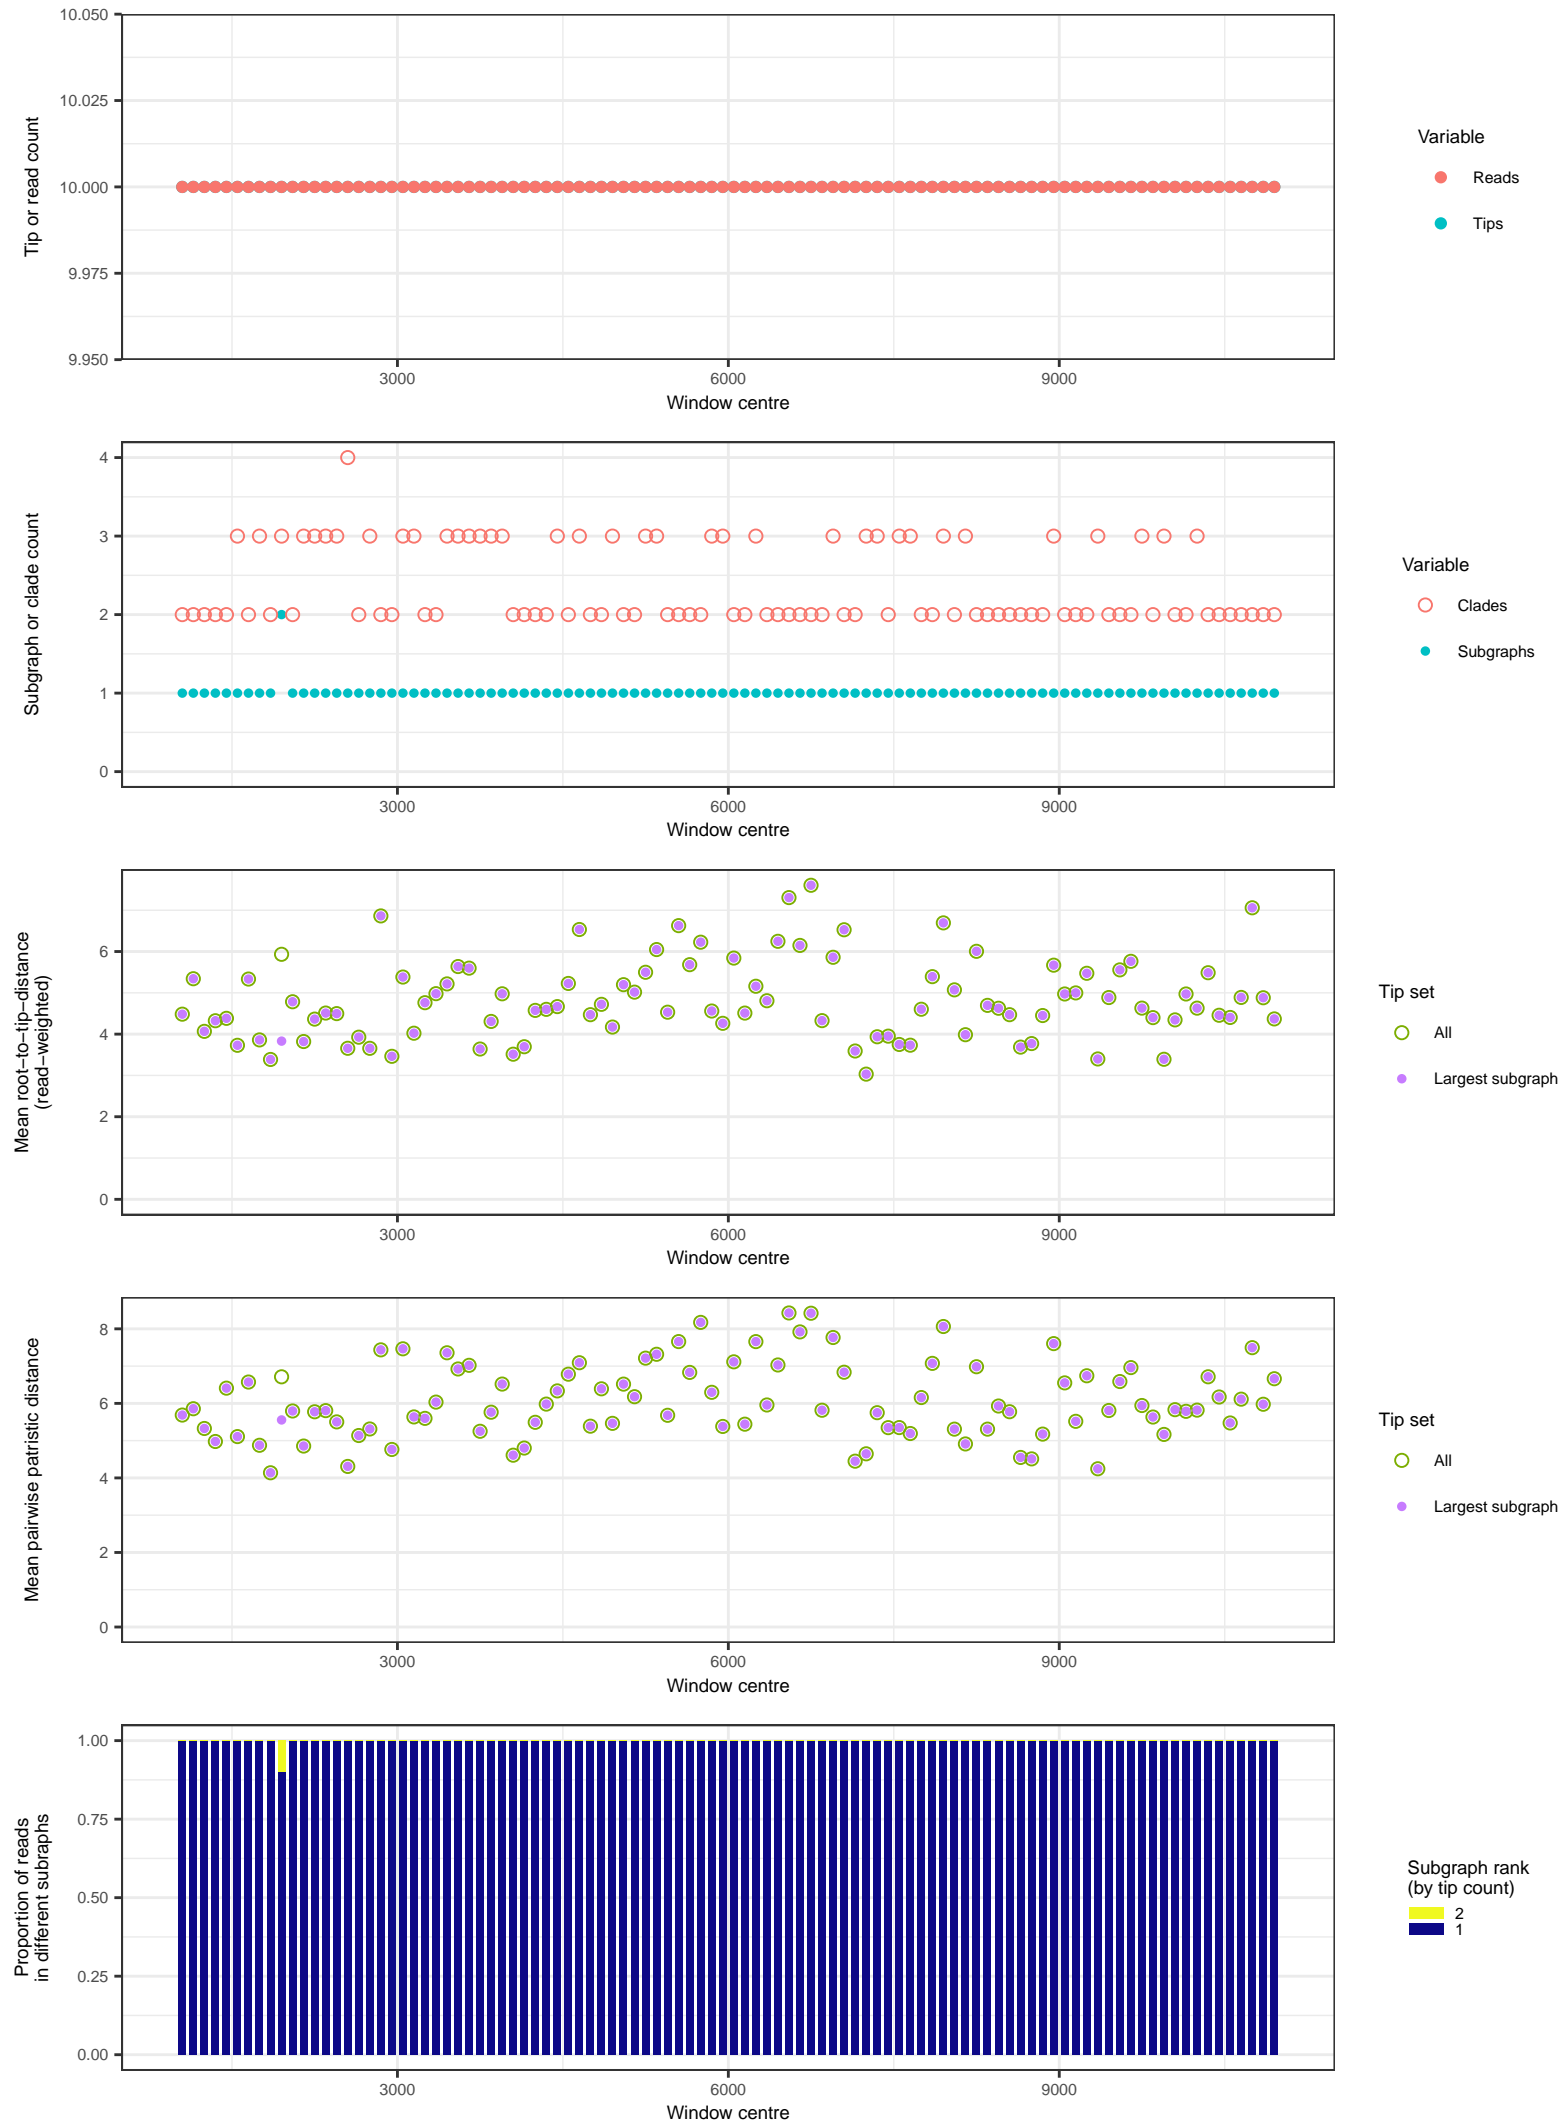 10.050
10.025
10.000
9.975
9.950
Tip or read count
3000 6000 9000
Window centre
Variable
Reads
Tips
4
3
2
1
0
Subgraph or clade count
3000 6000 9000
Window centre
Variable
Clades
Subgraphs
6
4
2
0
Mean root−to−tip−distance
(read−weighted)
3000 6000 9000
Window centre
Tip set
All
Largest subgraph
8
6
4
2
0
Mean pairwise patristic distance
3000 6000 9000
Window centre
Tip set
All
Largest subgraph
1.00
0.75
0.50
0.25
0.00
Proportion of reads
in different subraphs
3000 6000 9000
Window centre
Subgraph rank
(by tip count)
2
1